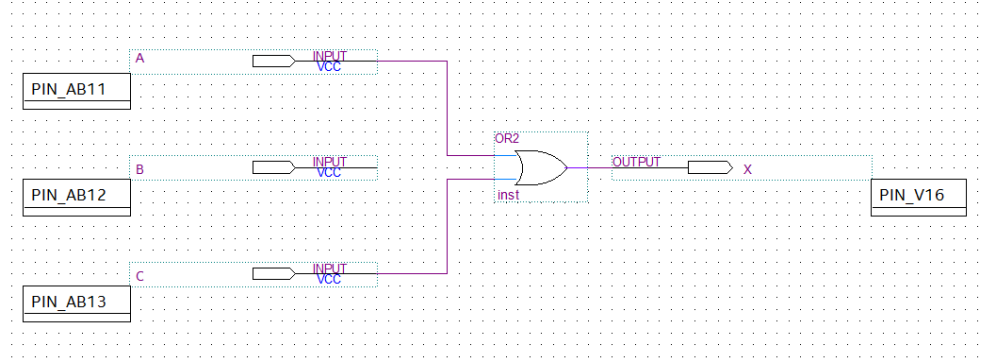 A
INPUT
VCC
PIN_AB11
OR2
B
INPUT
VCC
OUTPUT
X
PIN_AB12
inst
PIN_V16
C
INPUT
VCC
PIN_AB13